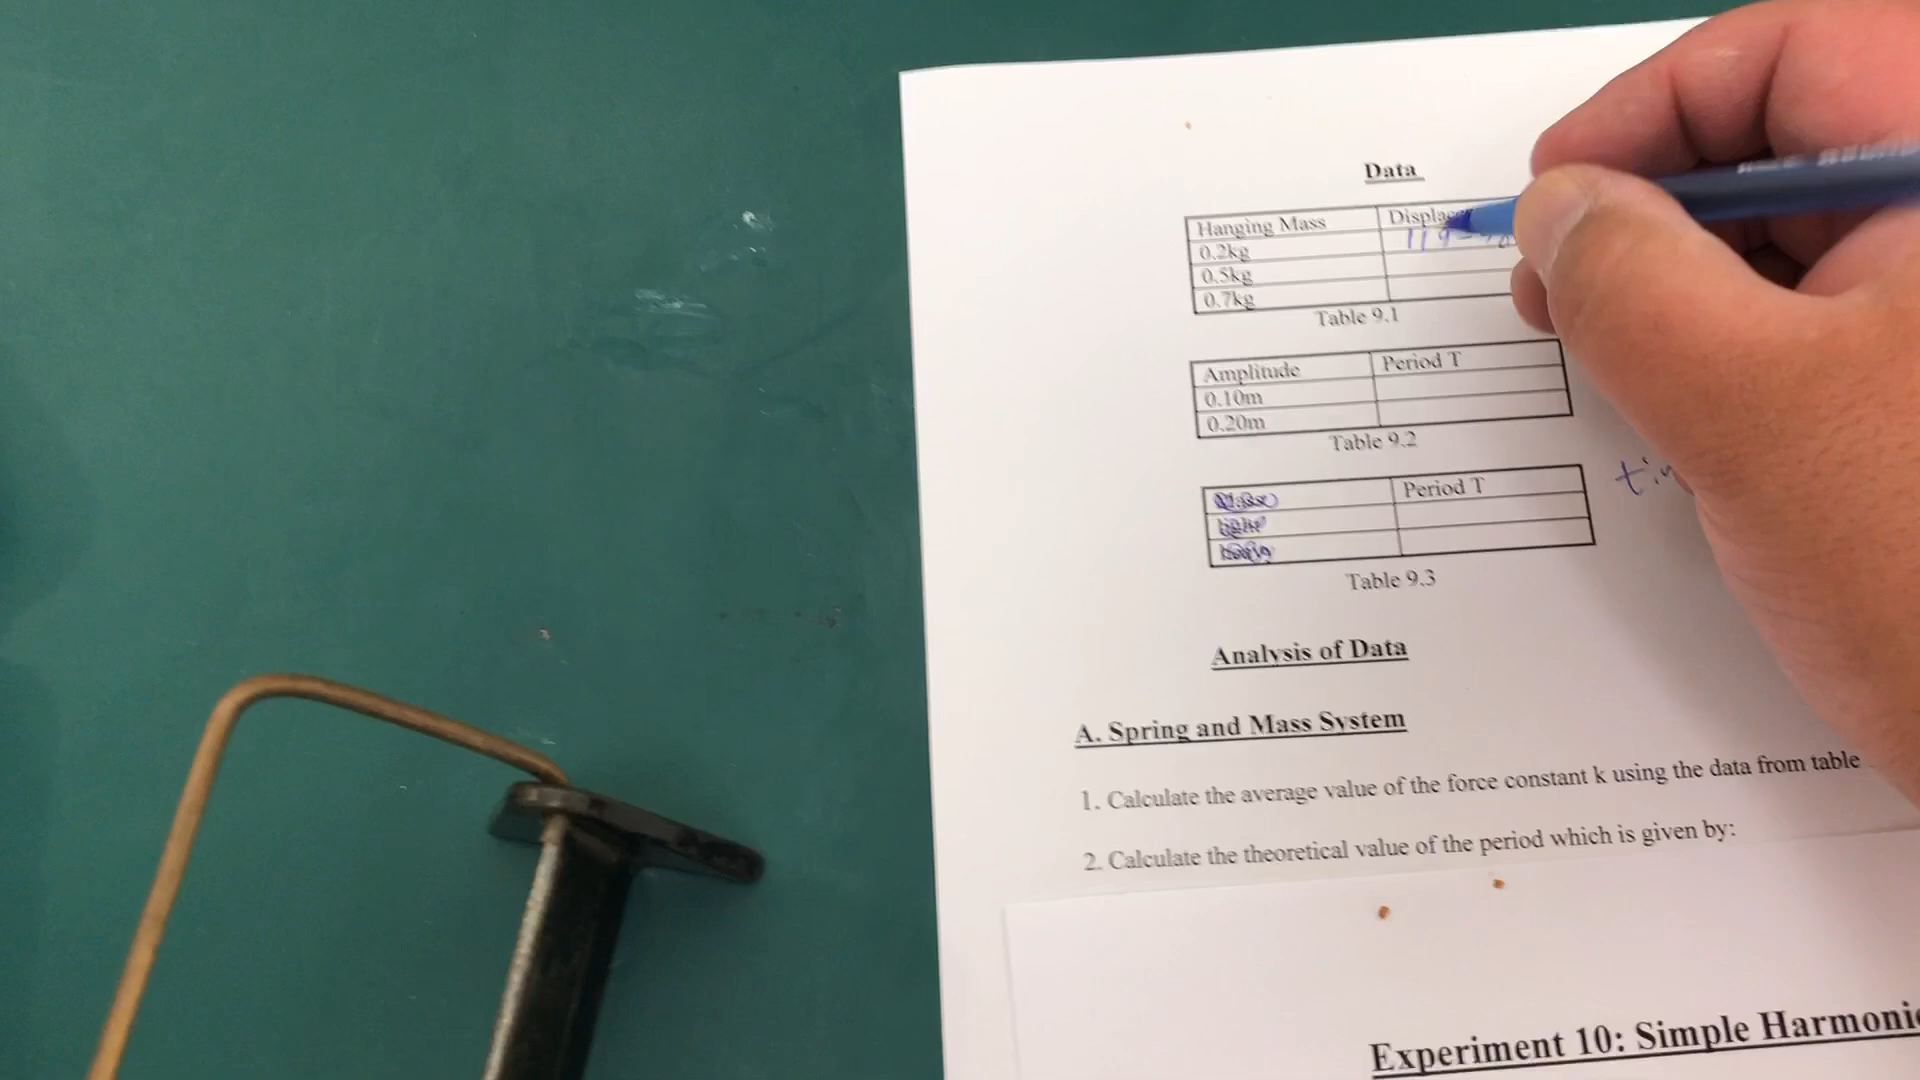 Data
Hanging Mass
0.2kg 119-
0.5kg
0.7kg
Table 9.1
Amplitude Period T
0.10m
0.20m
Table 9.2
Period T
Table 9.3
Analysis of Data
A. Spring and Mass System
1. Calculate the average value of the force constant k using the data from table
2. Calculate the theoretical value of the period which is given by:
Experiment 10: Simple